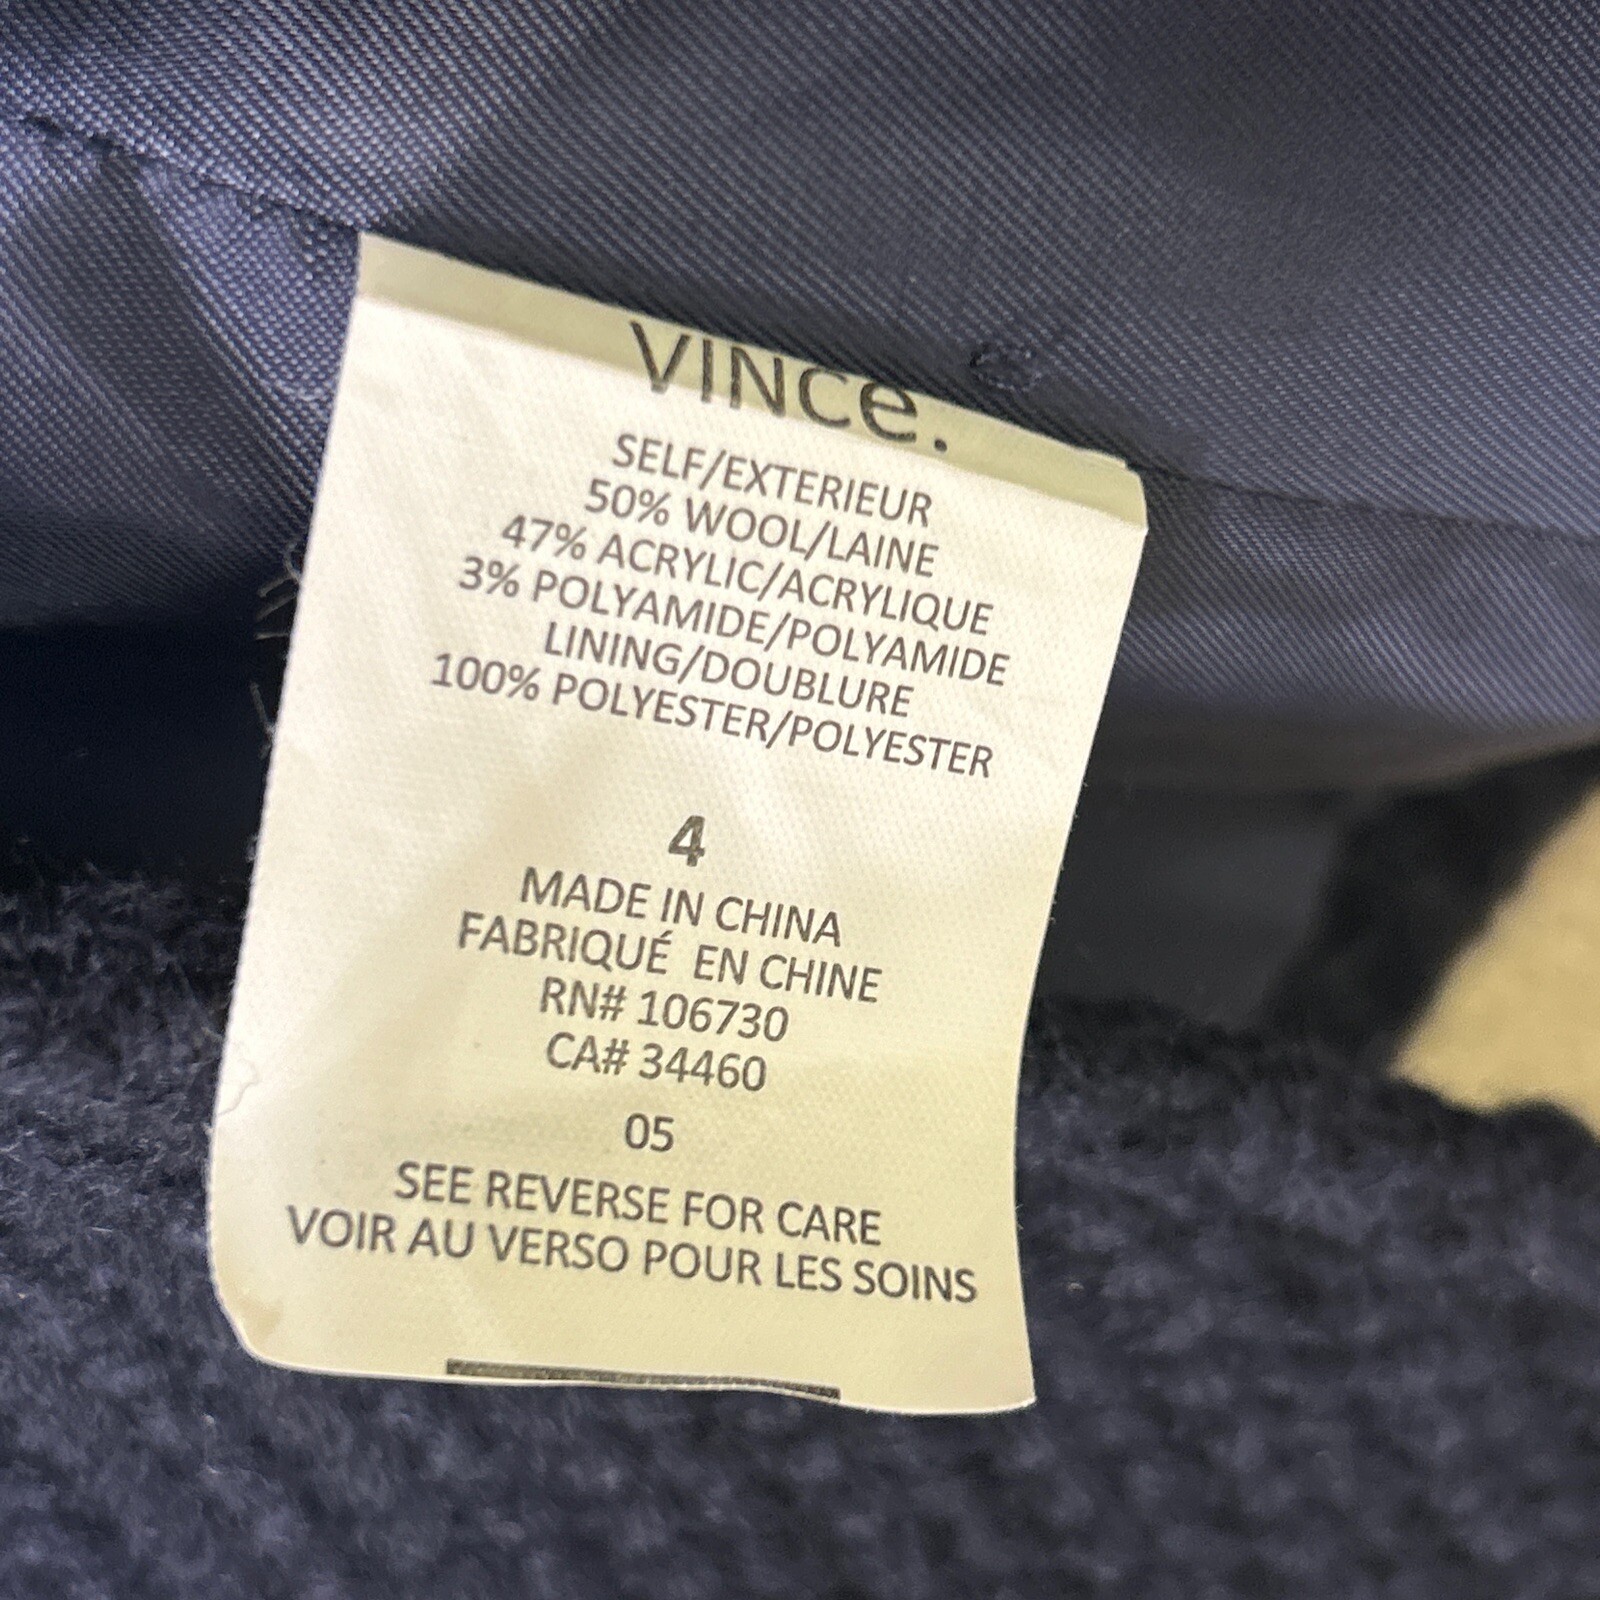 VINce.
SELF/EXTERIEUR
50% WOOL/LAINE
47% ACRYLIC/ACRYLIQUE
3% POLYAMIDE/POLYAMIDE
LINING/DOUBLURE
100% POLYESTER/POLYESTER
4
MADE IN CHINA
FABRIQUÉ EN CHINE
RN# 106730
CA# 34460
05
SEE REVERSE FOR CARE
VOIR AU VERSO POUR LES SOINS